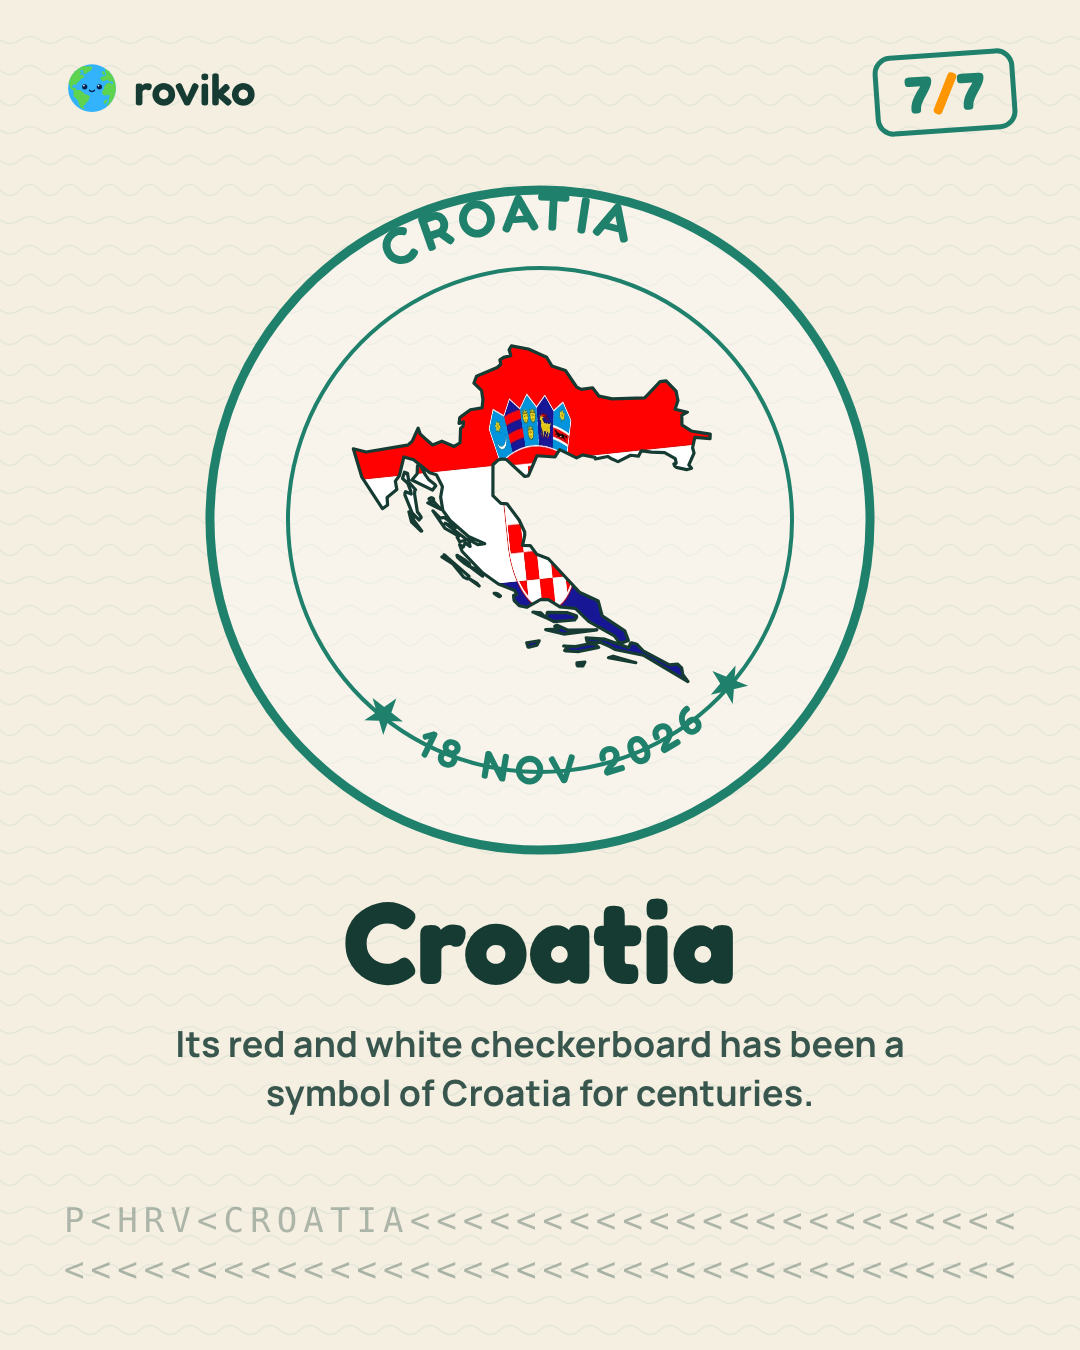 roviko
7/7
CROATIA
18 NOV 2026
Croatia
Its red and white checkerboard has been a
symbol of Croatia for centuries.
P<HRV<CROATIA<<<<<<<<<<<<<<<<<<<<<<<
<<<<<<<<<<<<<<<<<<<<<<<<<<<<<<<<<<<<